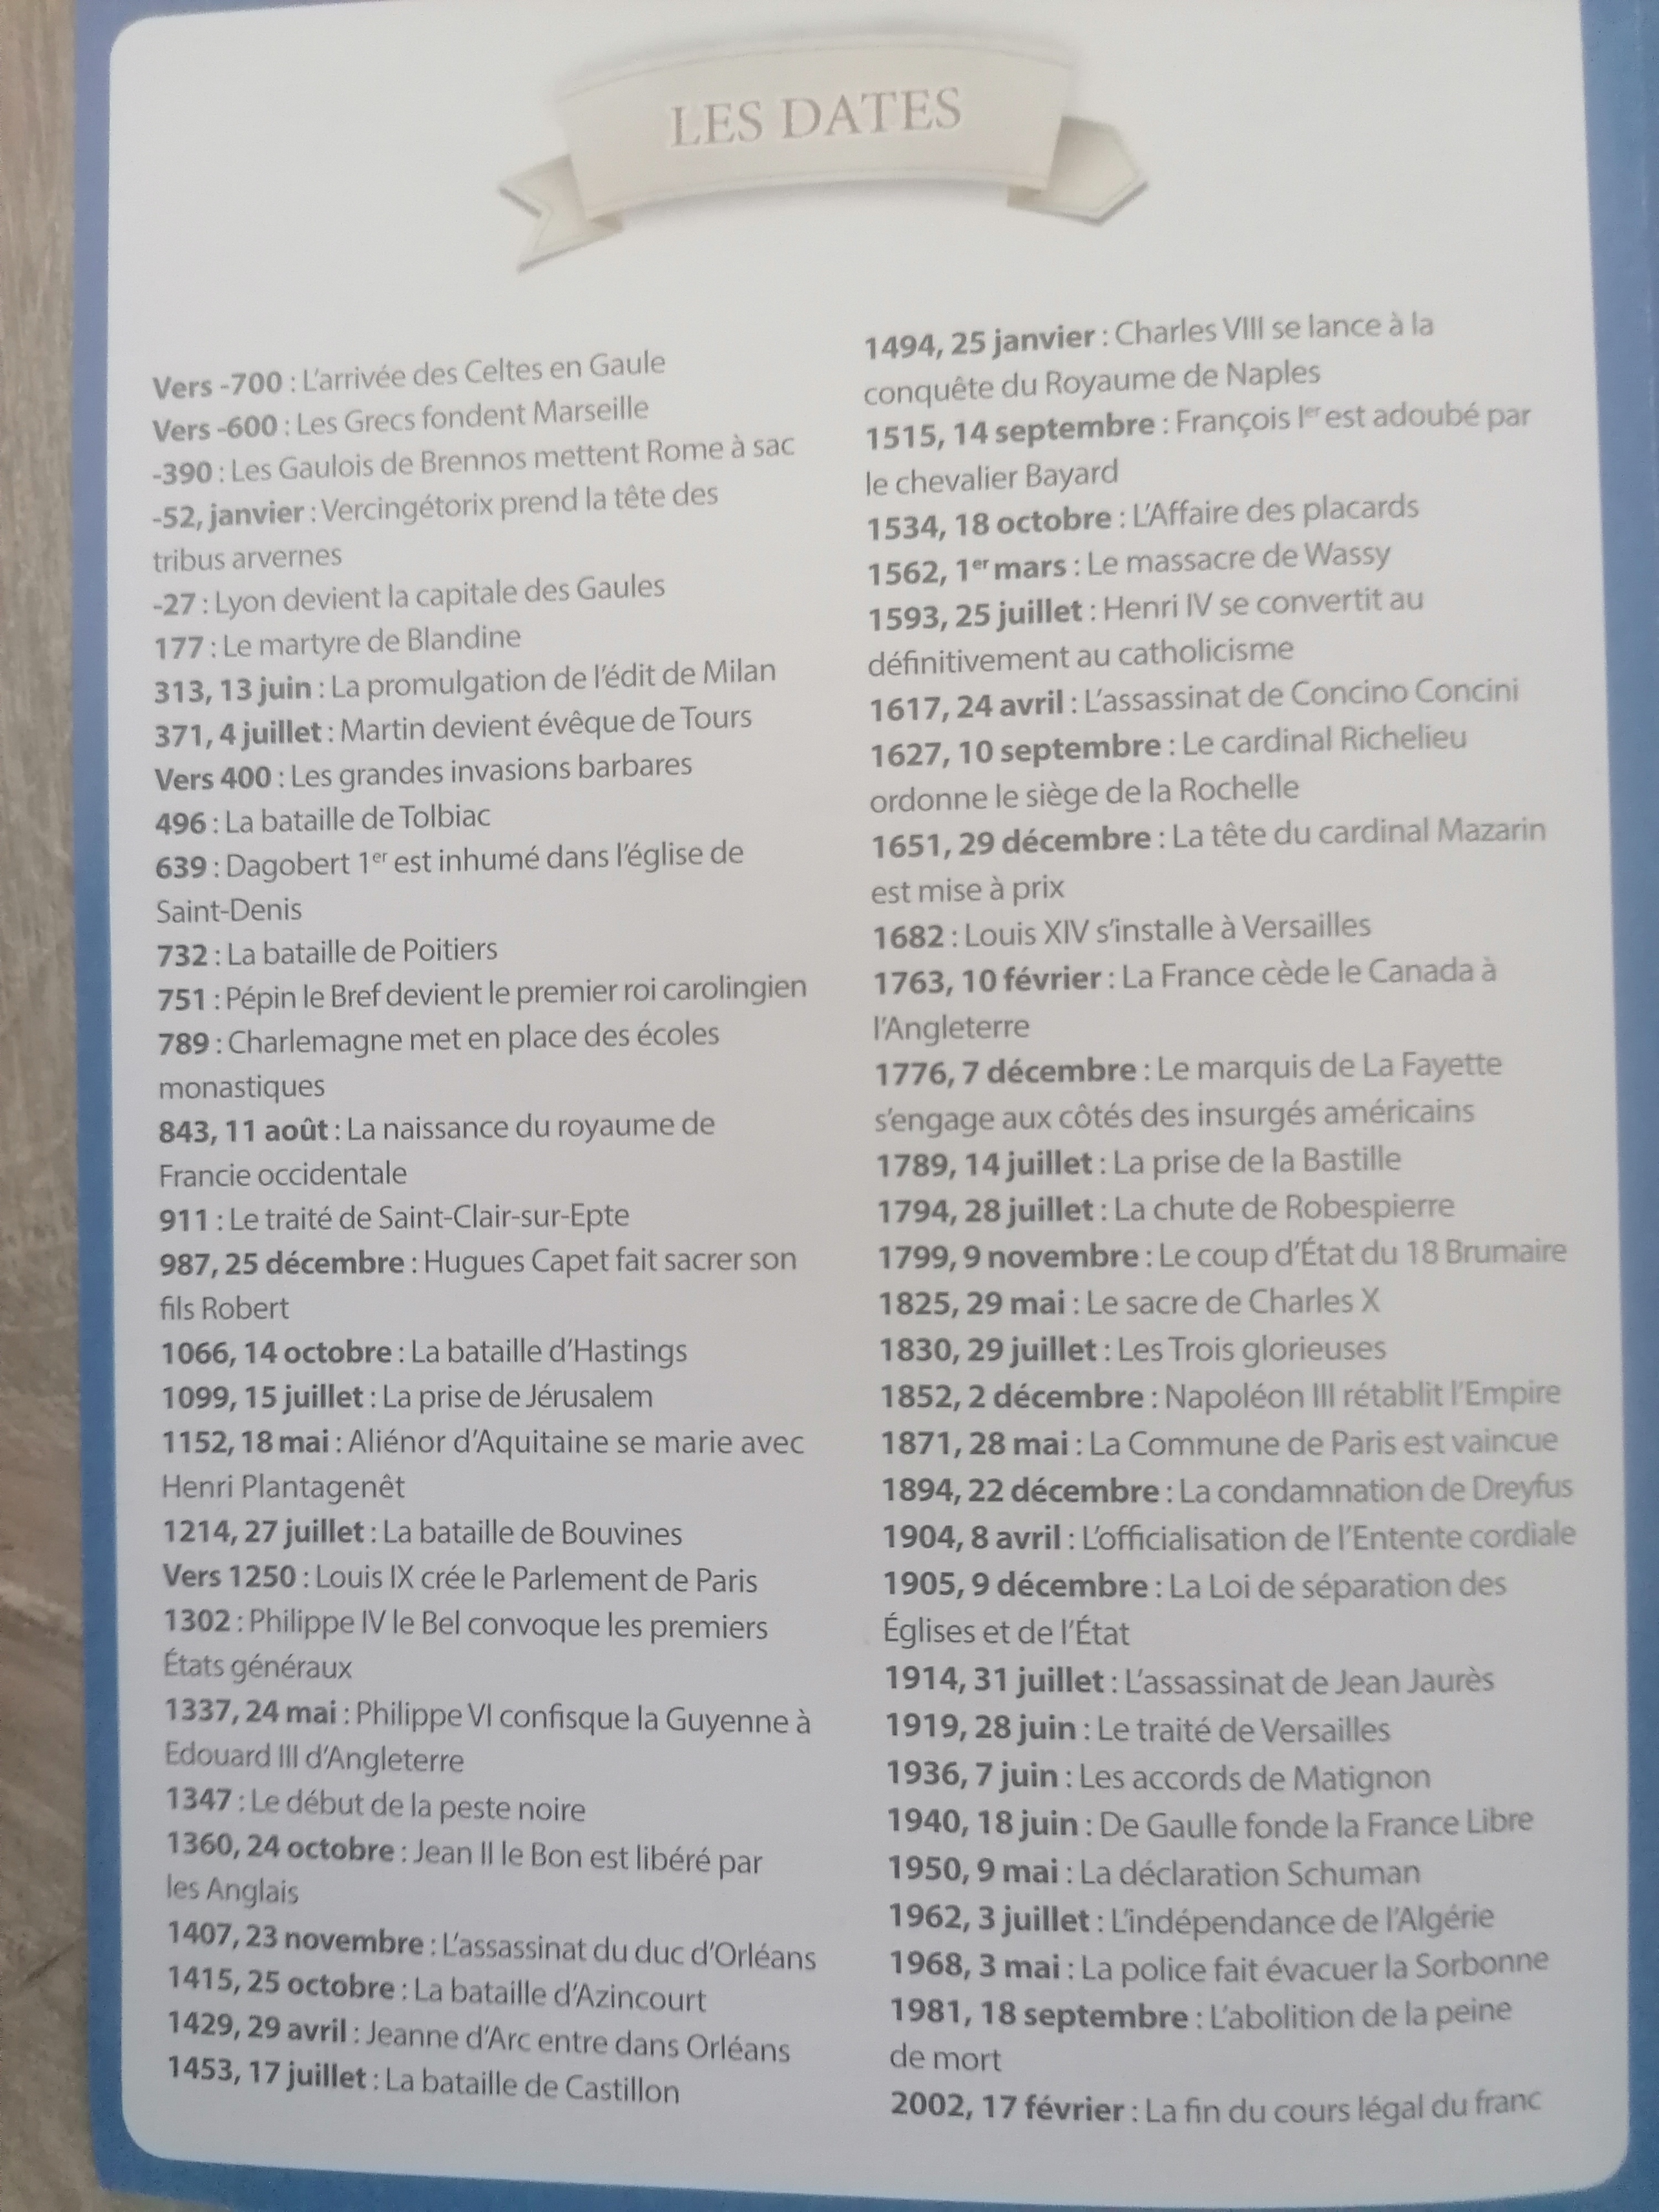 LES DATES
Vers -700 : L'arrivée des Celtes en Gaule
Vers -600 : Les Grecs fondent Marseille
-390 : Les Gaulois de Brennos mettent Rome à sac
-52, janvier : Vercingétorix prend la tête des
tribus arvernes
-27 : Lyon devient la capitale des Gaules
177 : Le martyre de Blandine
313, 13 juin : La promulgation de l'édit de Milan
371, 4 juillet : Martin devient évêque de Tours
Vers 400 : Les grandes invasions barbares
496 : La bataille de Tolbiac
639 : Dagobert 1er est inhumé dans l'église de
Saint-Denis
732 : La bataille de Poitiers
751 : Pépin le Bref devient le premier roi carolingien
789 : Charlemagne met en place des écoles
monastiques
843, 11 août : La naissance du royaume de
Francie occidentale
911 : Le traité de Saint-Clair-sur-Epte
987, 25 décembre : Hugues Capet fait sacrer son
fils Robert
1066, 14 octobre : La bataille d'Hastings
1099, 15 juillet : La prise de Jérusalem
1152, 18 mai : Aliénor d'Aquitaine se marie avec
Henri Plantagenêt
1214, 27 juillet : La bataille de Bouvines
Vers 1250 : Louis IX crée le Parlement de Paris
1302 : Philippe IV le Bel convoque les premiers
États généraux
1337, 24 mai : Philippe VI confisque la Guyenne à
Edouard III d'Angleterre
1347 : Le début de la peste noire
1360, 24 octobre : Jean II le Bon est libéré par
les Anglais
1407, 23 novembre : L'assassinat du duc d'Orléans
1415, 25 octobre : La bataille d'Azincourt
1429, 29 avril : Jeanne d'Arc entre dans Orléans
1453, 17 juillet : La bataille de Castillon
1494, 25 janvier : Charles VIII se lance à la
conquête du Royaume de Naples
1515, 14 septembre : François Ier est adoubé par
le chevalier Bayard
1534, 18 octobre : L'Affaire des placards
1562, 1er mars : Le massacre de Wassy
1593, 25 juillet : Henri IV se convertit au
définitivement au catholicisme
1617, 24 avril : L'assassinat de Concino Concini
1627, 10 septembre : Le cardinal Richelieu
ordonne le siège de la Rochelle
1651, 29 décembre : La tête du cardinal Mazarin
est mise à prix
1682 : Louis XIV s'installe à Versailles
1763, 10 février : La France cède le Canada à
l'Angleterre
1776, 7 décembre : Le marquis de La Fayette
s'engage aux côtés des insurgés américains
1789, 14 juillet : La prise de la Bastille
1794, 28 juillet : La chute de Robespierre
1799, 9 novembre : Le coup d'État du 18 Brumaire
1825, 29 mai : Le sacre de Charles X
1830, 29 juillet : Les Trois glorieuses
1852, 2 décembre : Napoléon III rétablit l'Empire
1871, 28 mai : La Commune de Paris est vaincue
1894, 22 décembre : La condamnation de Dreyfus
1904, 8 avril : L'officialisation de l'Entente cordiale
1905, 9 décembre : La Loi de séparation des
Églises et de l'État
1914, 31 juillet : L'assassinat de Jean Jaurès
1919, 28 juin : Le traité de Versailles
1936, 7 juin : Les accords de Matignon
1940, 18 juin : De Gaulle fonde la France Libre
1950, 9 mai : La déclaration Schuman
1962, 3 juillet : L'indépendance de l'Algérie
1968, 3 mai : La police fait évacuer la Sorbonne
1981, 18 septembre : L'abolition de la peine
de mort
2002, 17 février : La fin du cours légal du franc